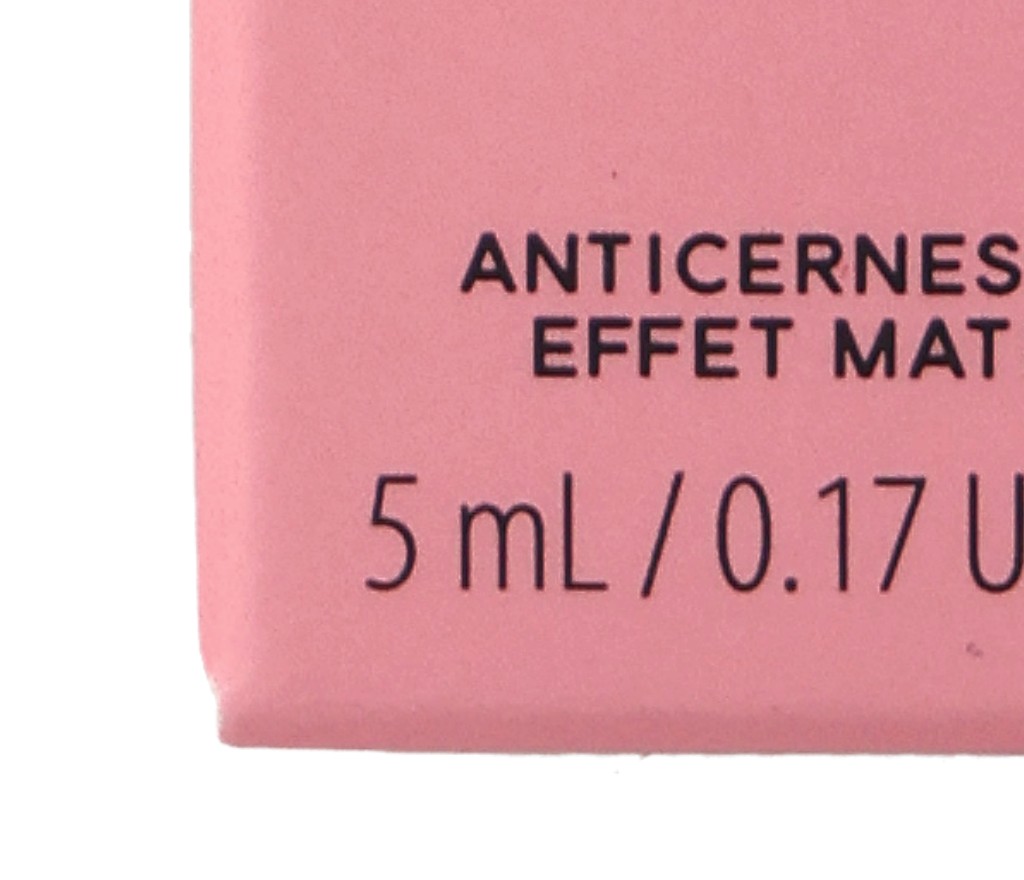 ANTICERNES
EFFET MAT
5 mL / 0.17 U